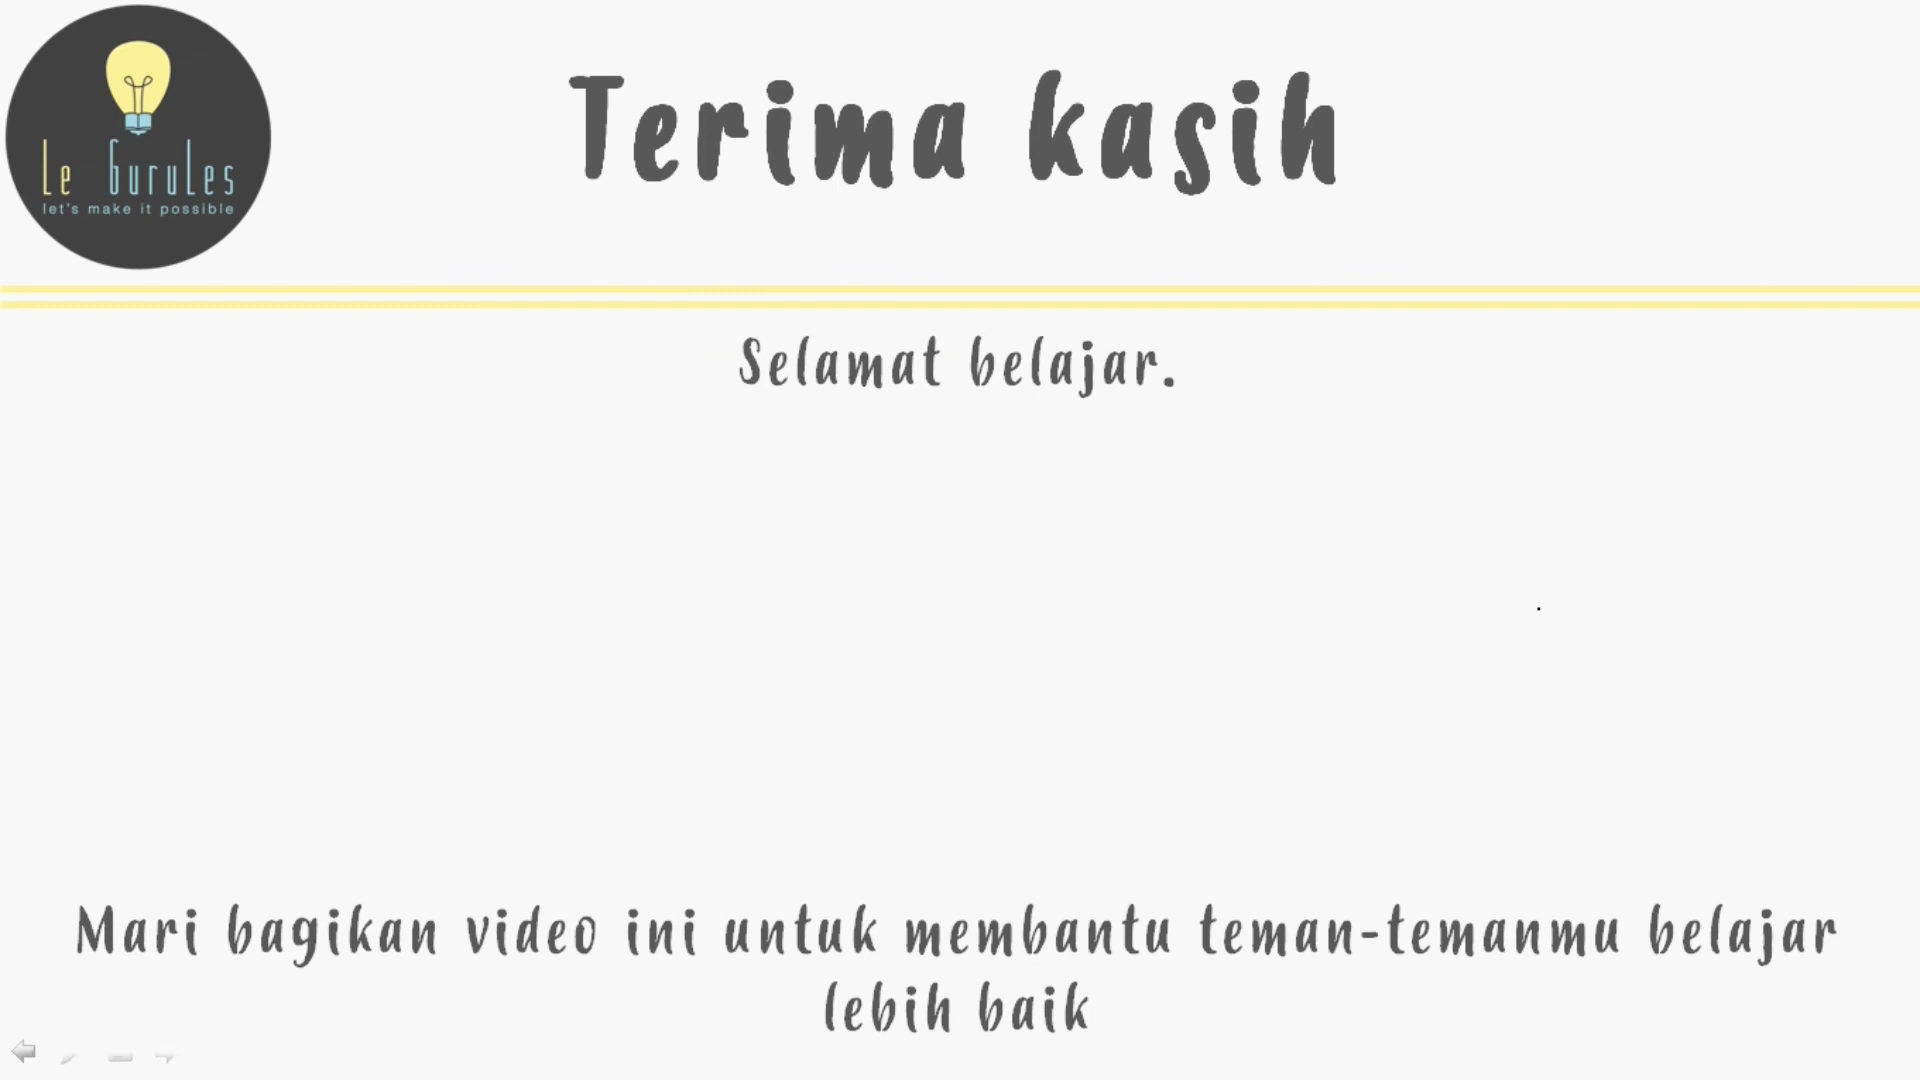 Le GuruLes
let's make it possible
Terima kasih
Selamat belajar.
Mari bagikan video ini untuk membantu teman-temanmu belajar
lebih baik